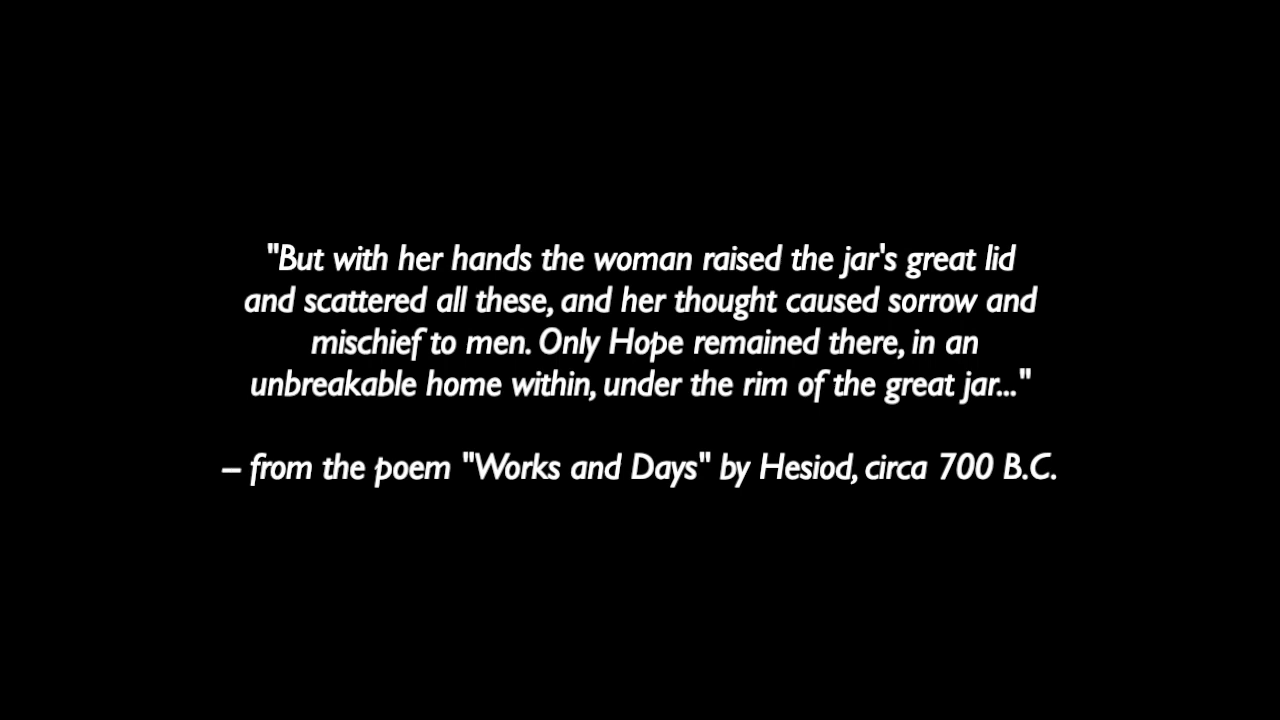 "But with her hands the woman raised the jar's great lid
and scattered all these, and her thought caused sorrow and
mischief to men. Only Hope remained there, in an
unbreakable home within, under the rim of the great jar..."
– from the poem "Works and Days" by Hesiod, circa 700 B.C.